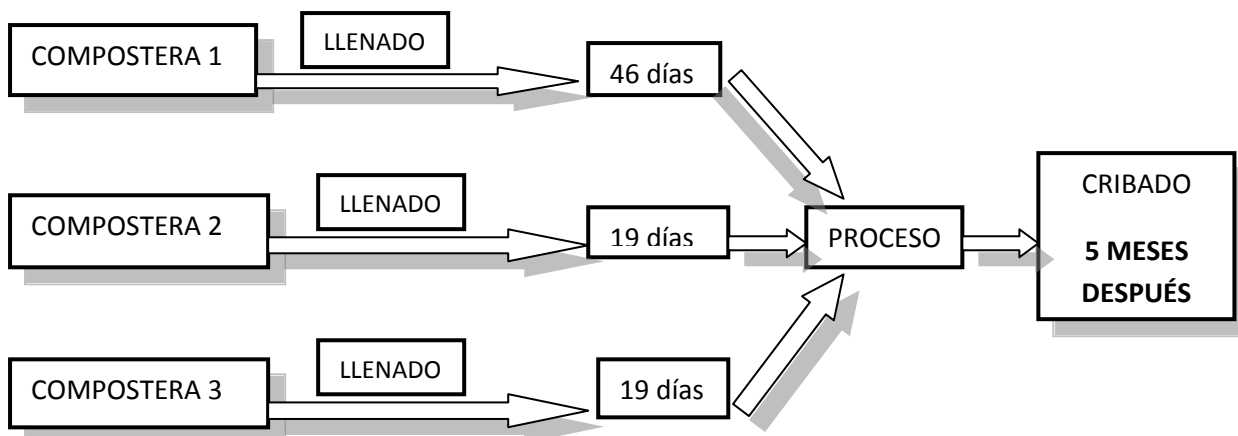 COMPOSTERA 1
LLENADO
46 días
COMPOSTERA 2
LLENADO
19 días
PROCESO
CRIBADO
5 MESES
DESPUÉS
COMPOSTERA 3
LLENADO
19 días